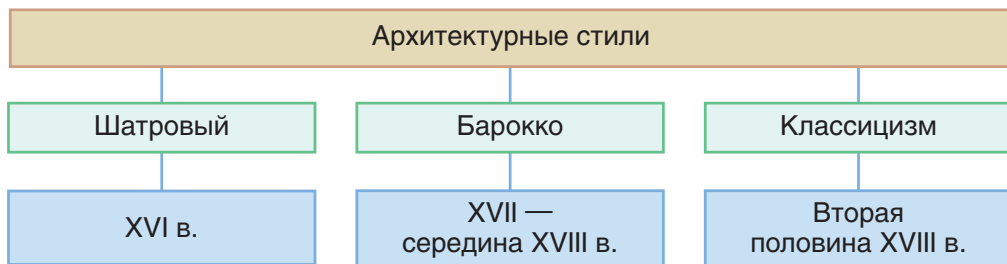 Архитектурные стили
Шатровый
Барокко
Классицизм
XVI в.
XVII —
середина XVIII в.
Вторая
половина XVIII в.